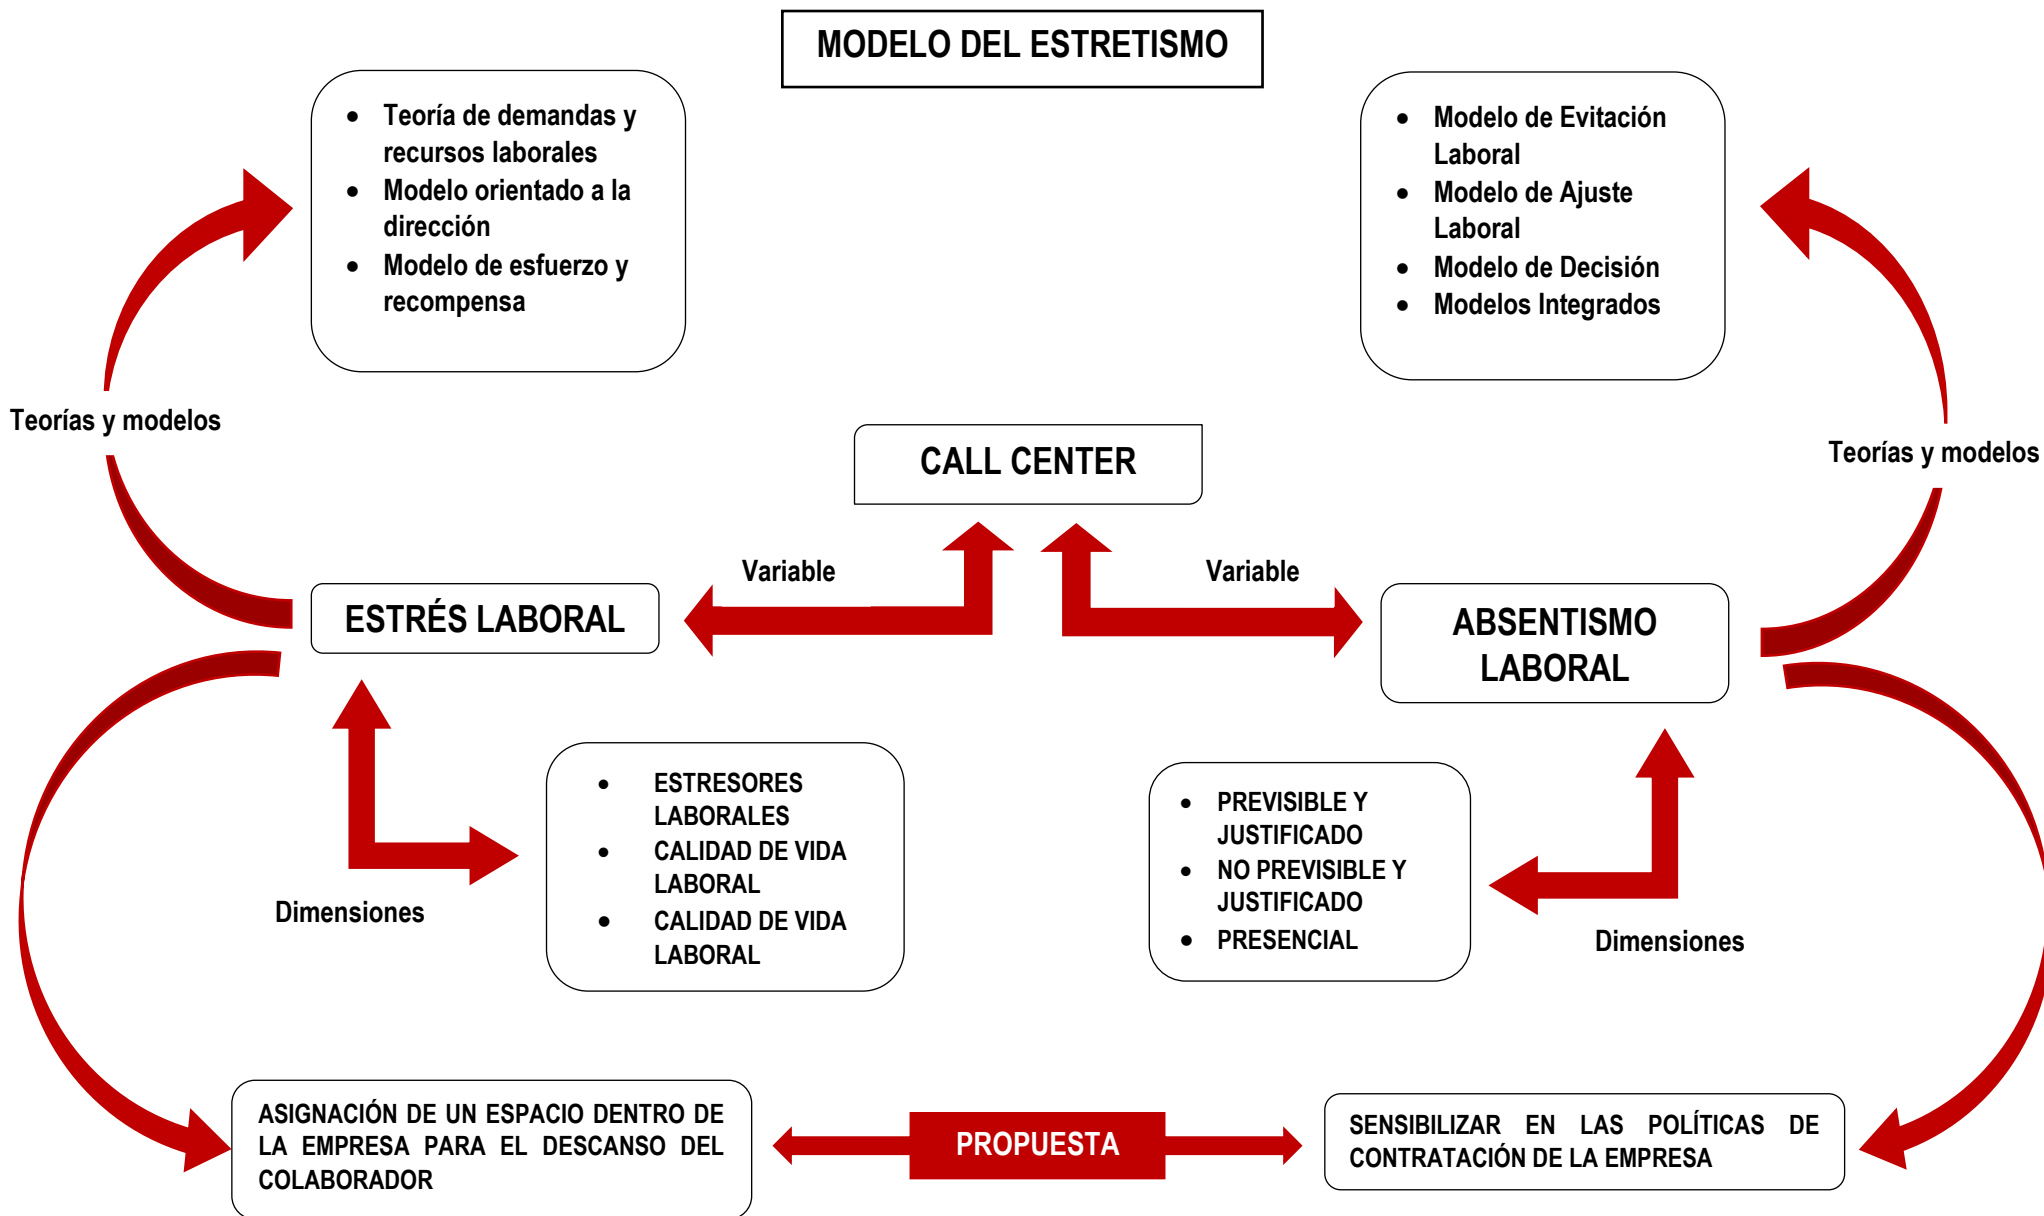 MODELO DEL ESTRETISMO
• Teoría de demandas y
recursos laborales
• Modelo orientado a la
dirección
• Modelo de esfuerzo y
recompensa
• Modelo de Evitación
Laboral
• Modelo de Ajuste
Laboral
• Modelo de Decisión
• Modelos Integrados
Teorías y modelos
Teorías y modelos
CALL CENTER
Variable
Variable
ESTRÉS LABORAL
ABSENTISMO
LABORAL
• ESTRESORES
LABORALES
• CALIDAD DE VIDA
LABORAL
• CALIDAD DE VIDA
LABORAL
Dimensiones
• PREVISIBLE Y
JUSTIFICADO
• NO PREVISIBLE Y
JUSTIFICADO
• PRESENCIAL
Dimensiones
ASIGNACIÓN DE UN ESPACIO DENTRO DE
LA EMPRESA PARA EL DESCANSO DEL
COLABORADOR
PROPUESTA
SENSIBILIZAR EN LAS POLÍTICAS DE
CONTRATACIÓN DE LA EMPRESA